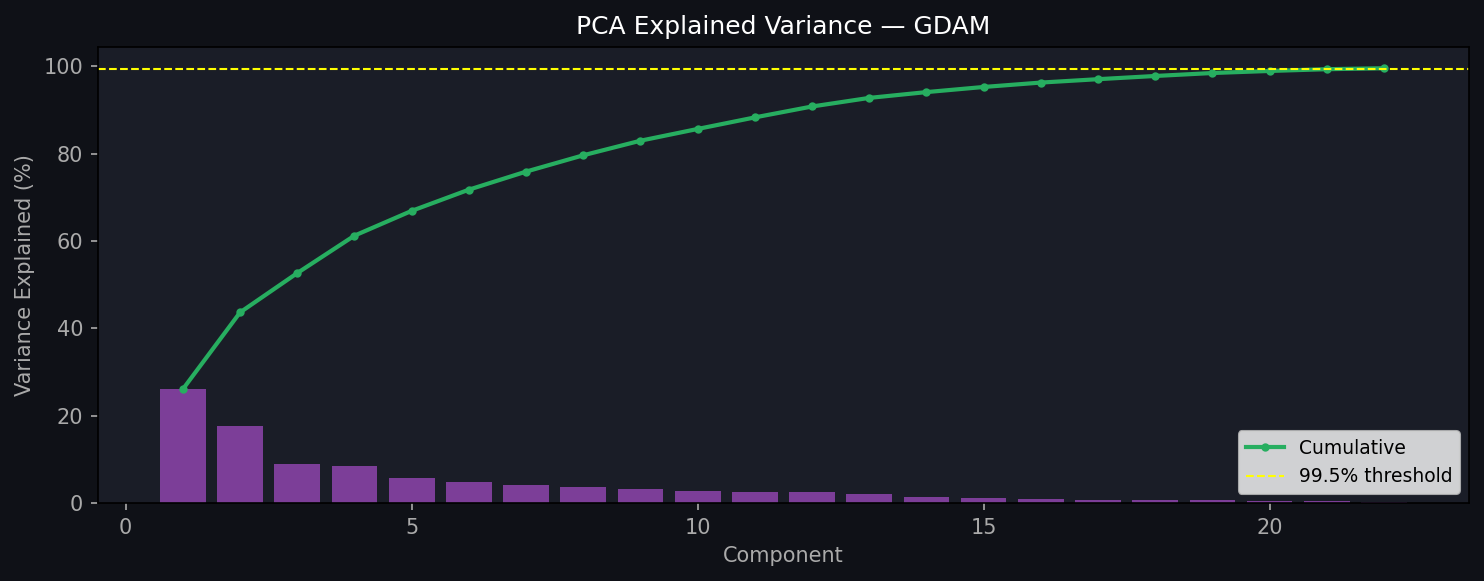 PCA Explained Variance — GDAM
Variance Explained (%)
100
80
60
40
20
0
0
5
10
15
20
Component
Cumulative
99.5% threshold